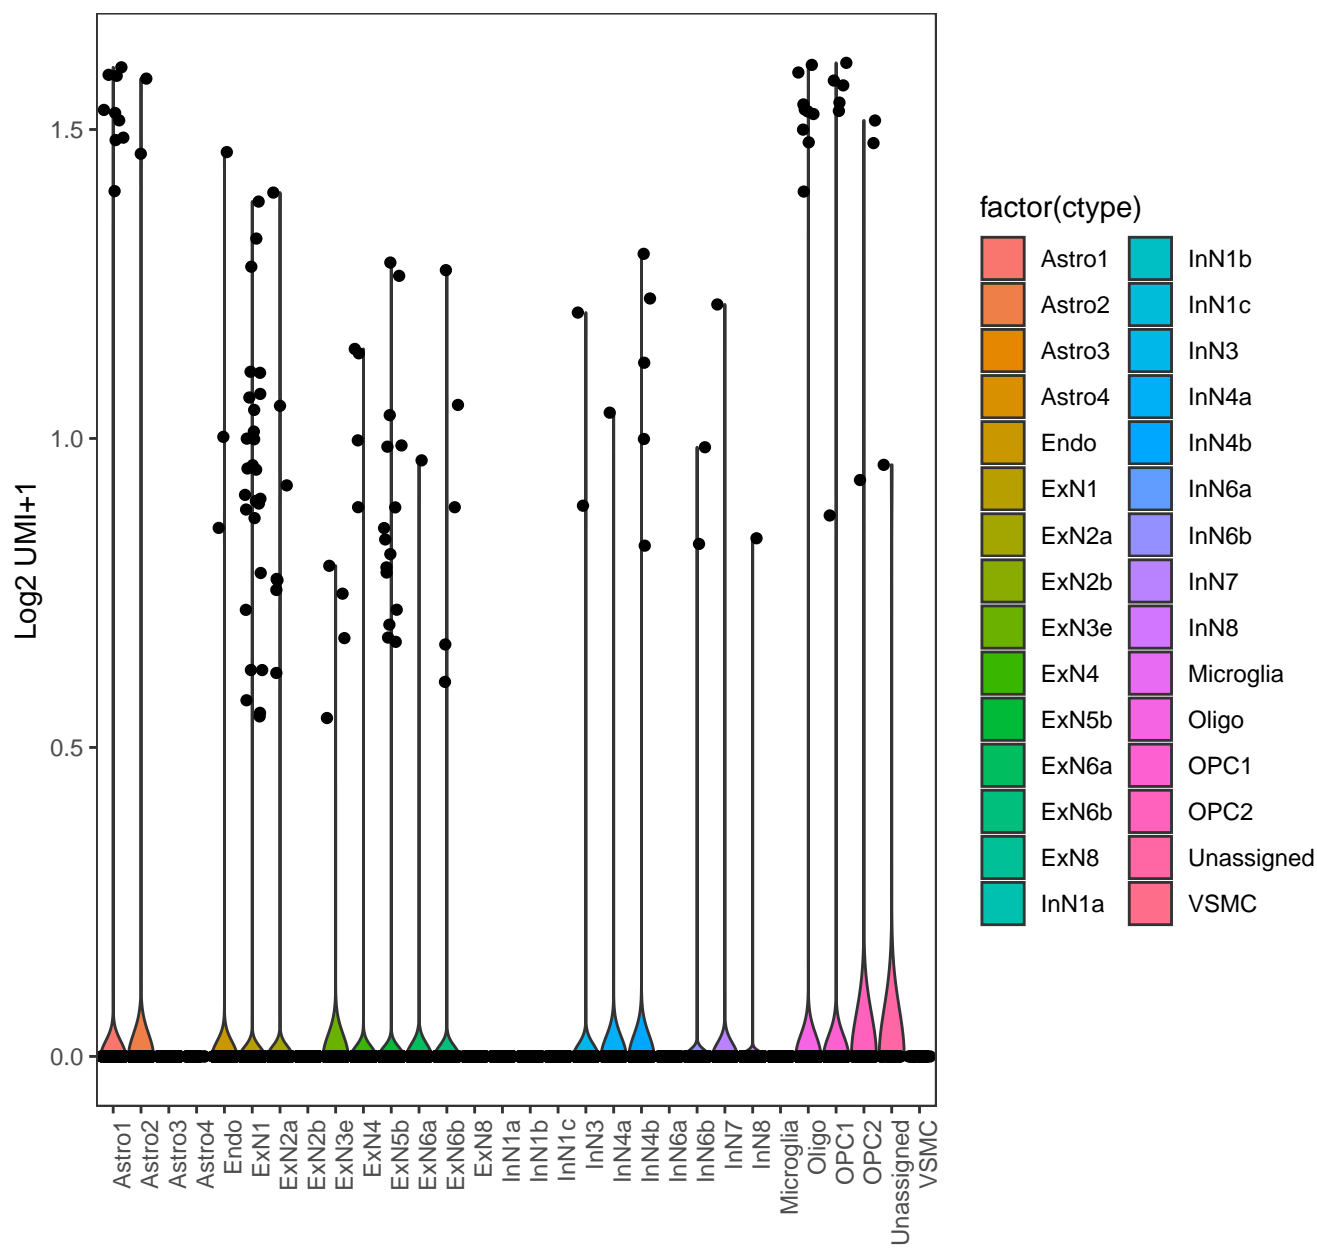 Log2 UMI+1
1.5
1.0
0.5
0.0
Astro1
Astro2
Astro3
Astro4
Endo
ExN1
ExN2a
ExN2b
ExN3e
ExN4
ExN5b
ExN6a
ExN6b
ExN8
InN1a
InN1b
InN1c
InN3
InN4a
InN4b
InN6a
InN6b
InN7
InN8
Microglia
Oligo
OPC1
OPC2
Unassigned
VSMC
factor(ctype)
Astro1
Astro2
Astro3
Astro4
Endo
ExN1
ExN2a
ExN2b
ExN3e
ExN4
ExN5b
ExN6a
ExN6b
ExN8
InN1a
InN1b
InN1c
InN3
InN4a
InN4b
InN6a
InN6b
InN7
InN8
Microglia
Oligo
OPC1
OPC2
Unassigned
VSMC